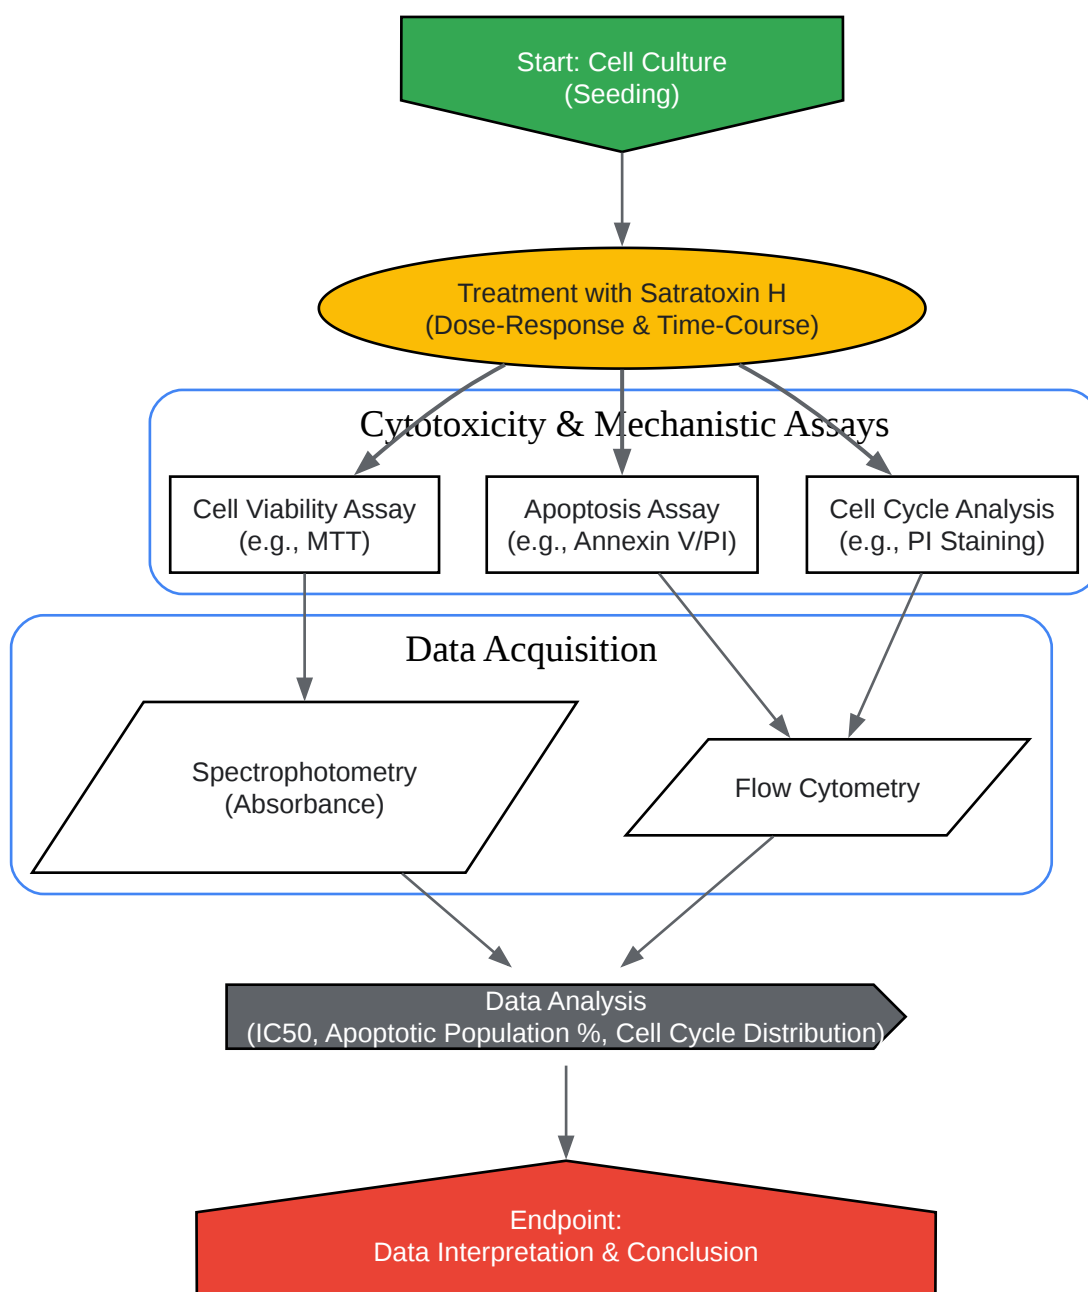 Start: Cell Culture
(Seeding)
Treatment with Satratoxin H
(Dose-Response & Time-Course)
Cytotoxicity & Mechanistic Assays
Cell Viability Assay
(e.g., MTT)
Apoptosis Assay
(e.g., Annexin V/PI)
Cell Cycle Analysis
(e.g., PI Staining)
Data Acquisition
Spectrophotometry
(Absorbance)
Flow Cytometry
Data Analysis
(IC50, Apoptotic Population %, Cell Cycle Distribution)
Endpoint:
Data Interpretation & Conclusion